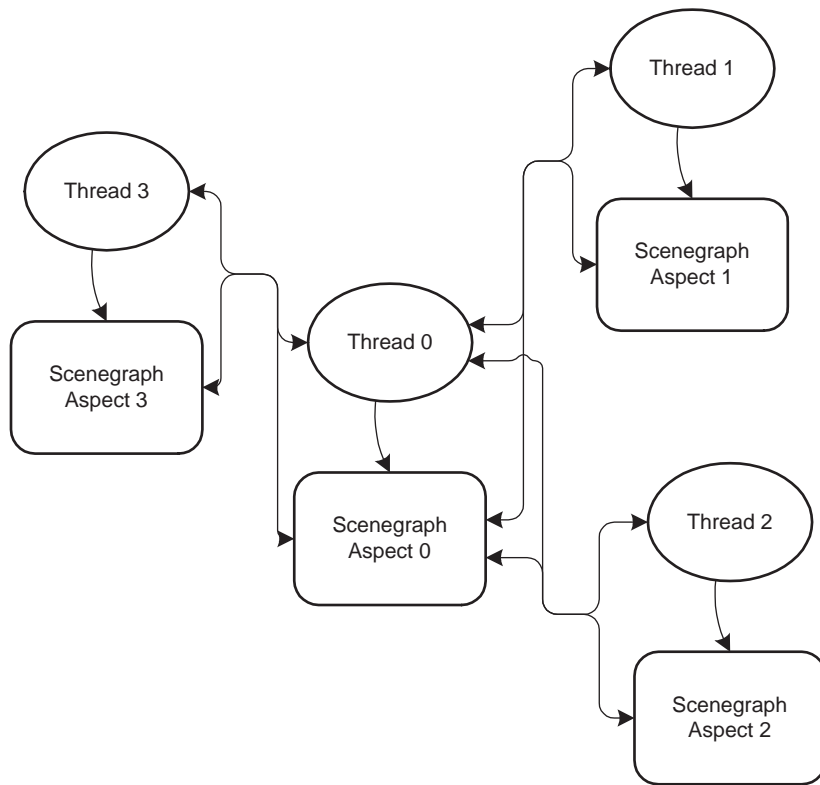 Thread 1
Thread 3
Scenegraph
Aspect 1
Thread 0
Scenegraph
Aspect 3
Scenegraph
Aspect 0
Thread 2
Scenegraph
Aspect 2